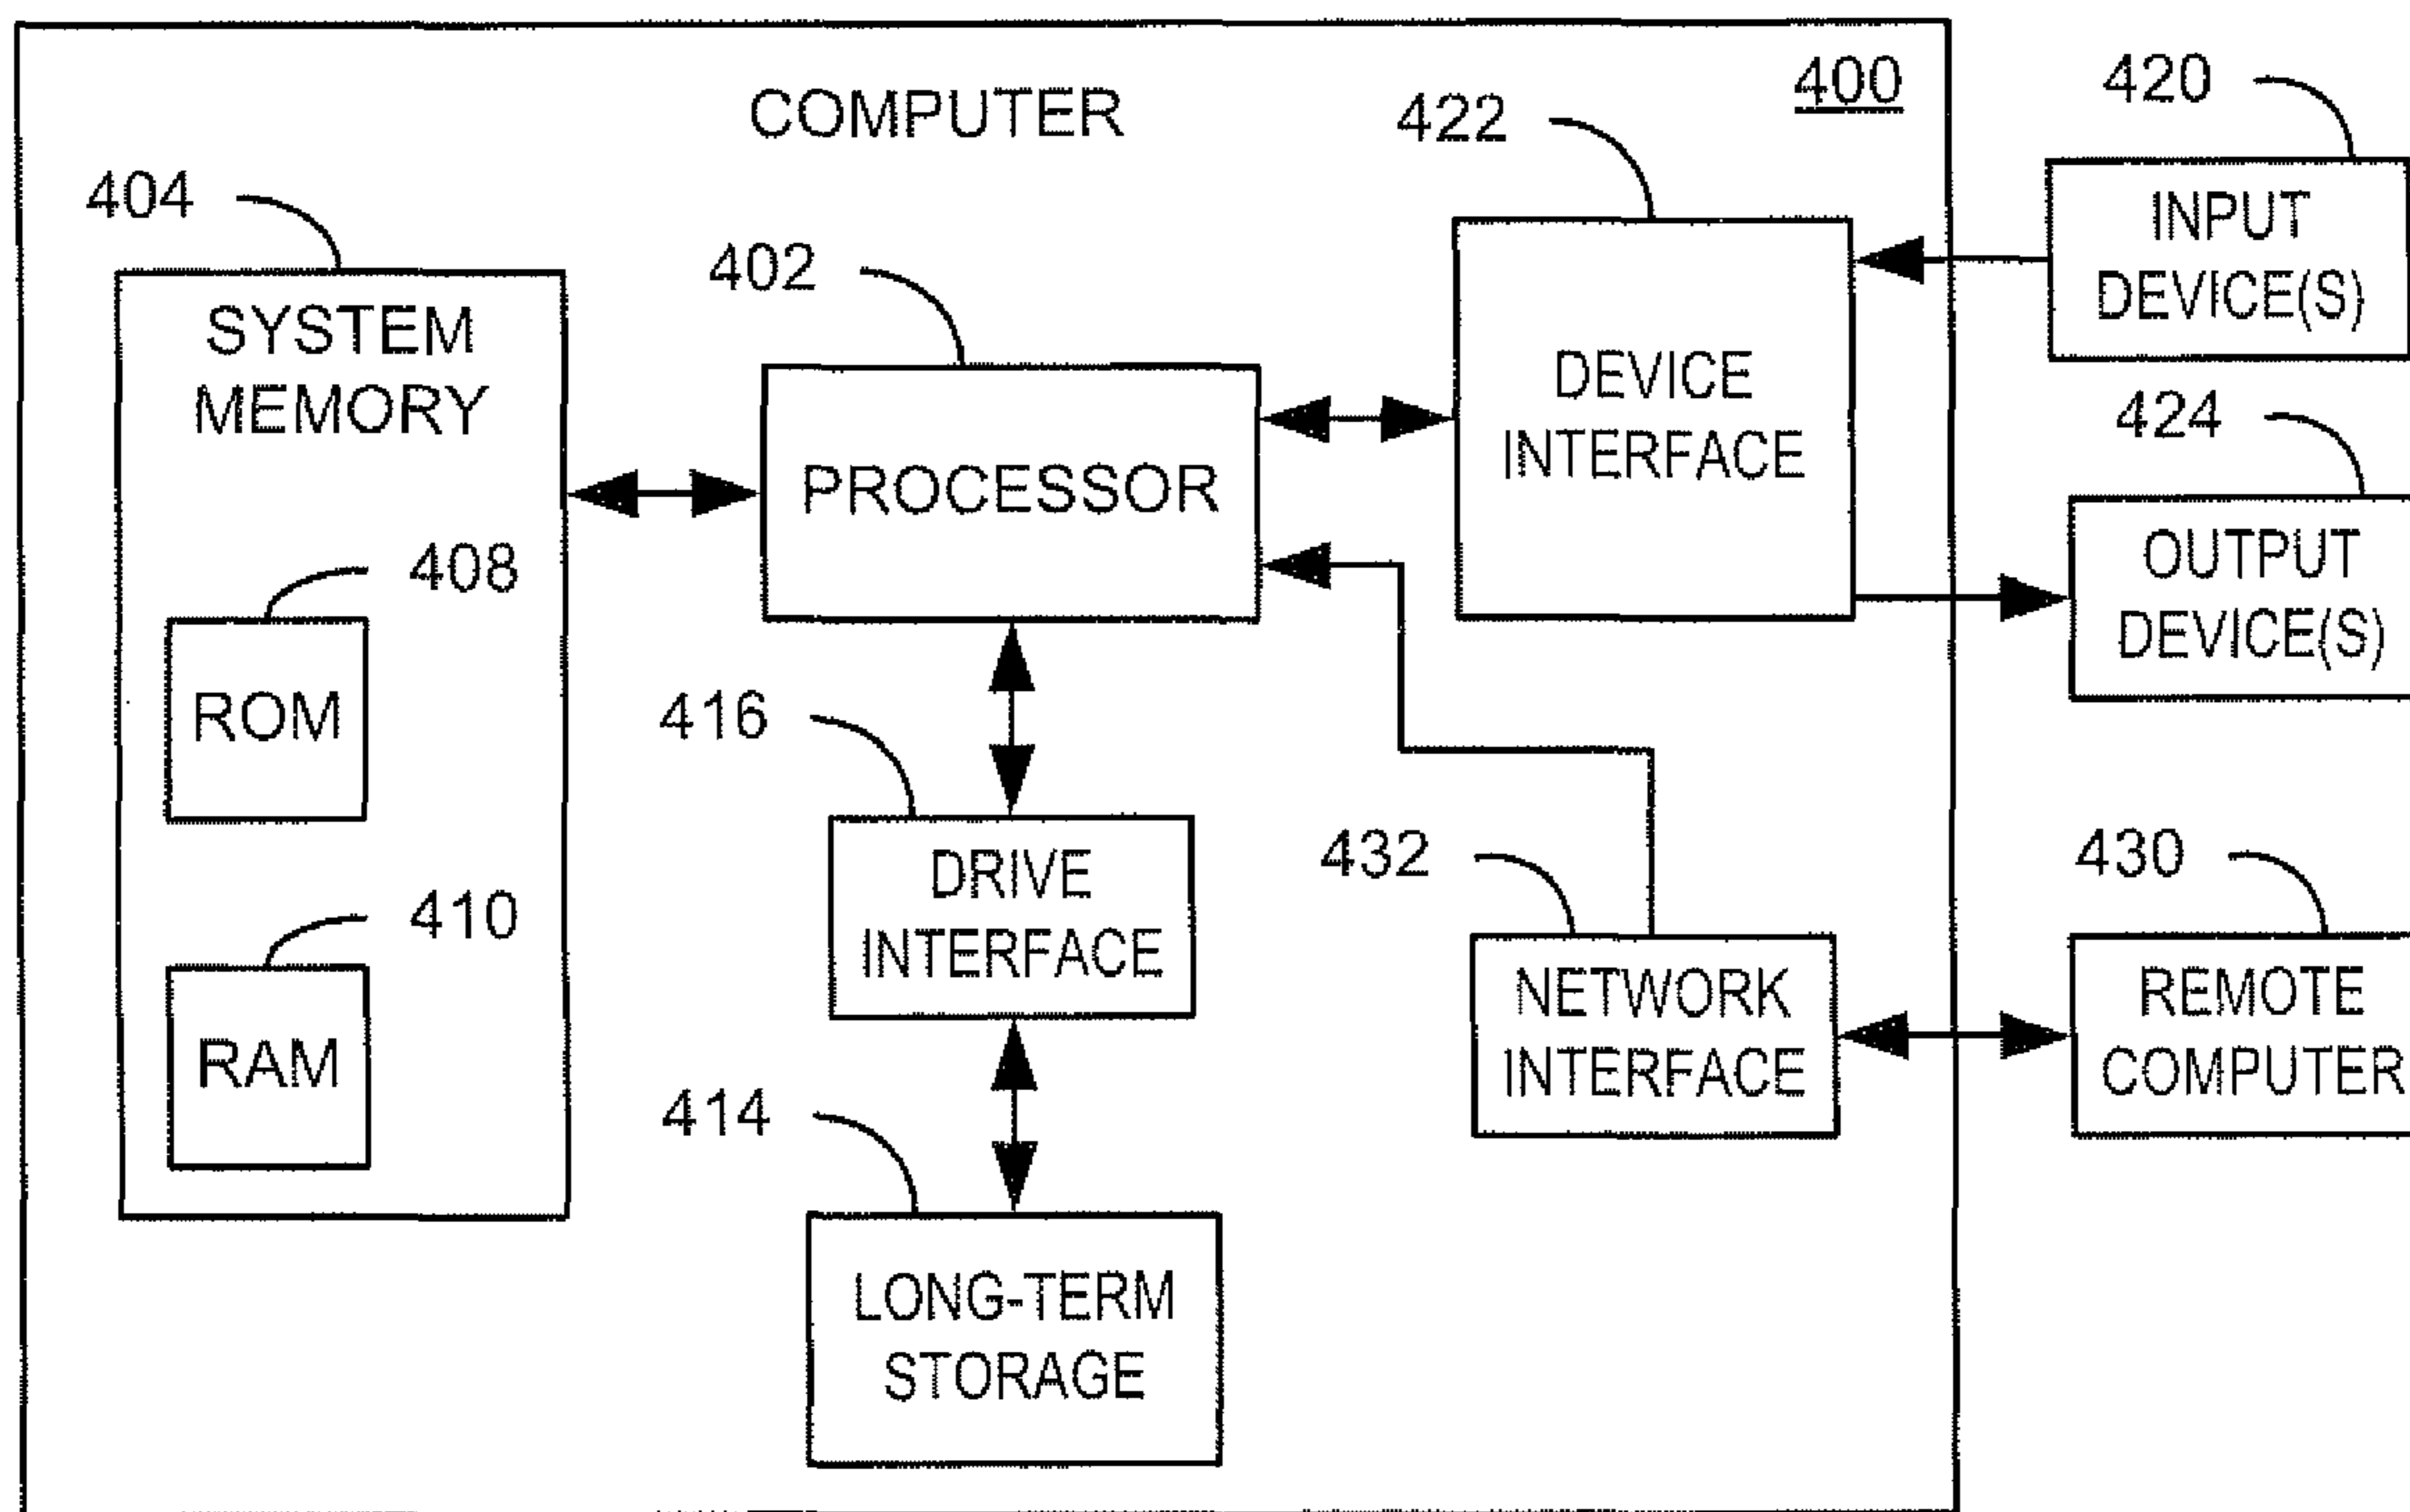 COMPUTER
400
420
422
INPUT
DEVICE(S)
404
SYSTEM
MEMORY
402
DEVICE
INTERFACE
424
PROCESSOR
OUTPUT
DEVICE(S)
408
ROM
416
DRIVE
INTERFACE
432
430
410
RAM
NETWORK
INTERFACE
REMOTE
COMPUTER
414
LONG-TERM
STORAGE